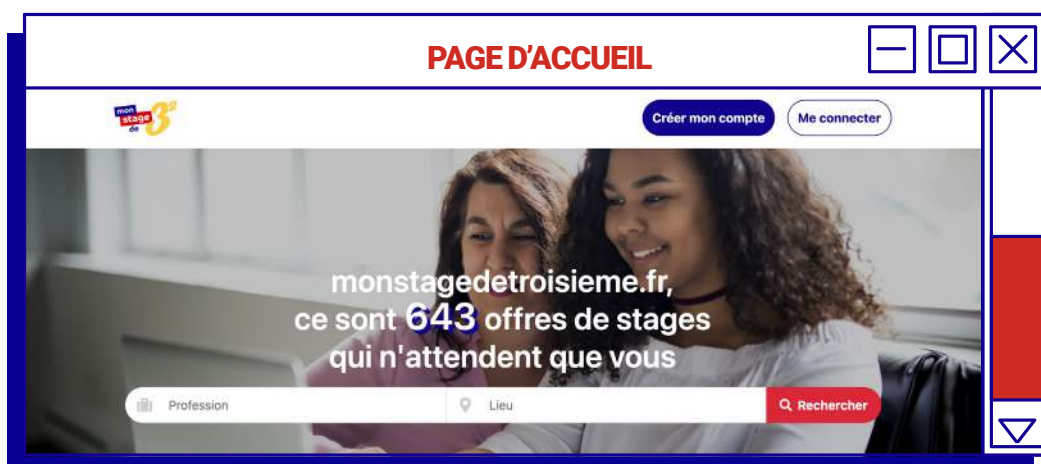 PAGE D'ACCUEIL
mon
stage
de
3e
Créer mon compte
Me connecter
monstagedetroisieme.fr,
ce sont 643 offres de stages
qui n'attendent que vous
Profession
Lieu
Rechercher